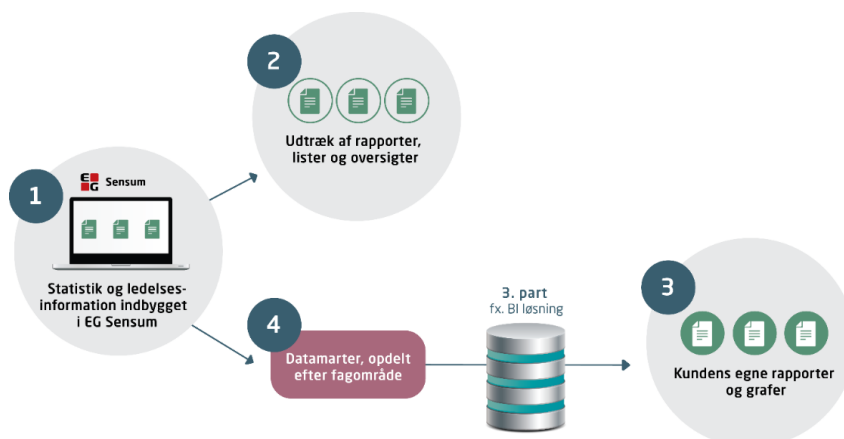 1
EG Sensum
Statistik og ledelses-
information indbygget
i EG Sensum
2
Udtræk af rapporter,
lister og oversigter
4
Datamarter, opdelt
efter fagområde
3. part
fx. BI løsning
3
Kundens egne rapporter
og grafer